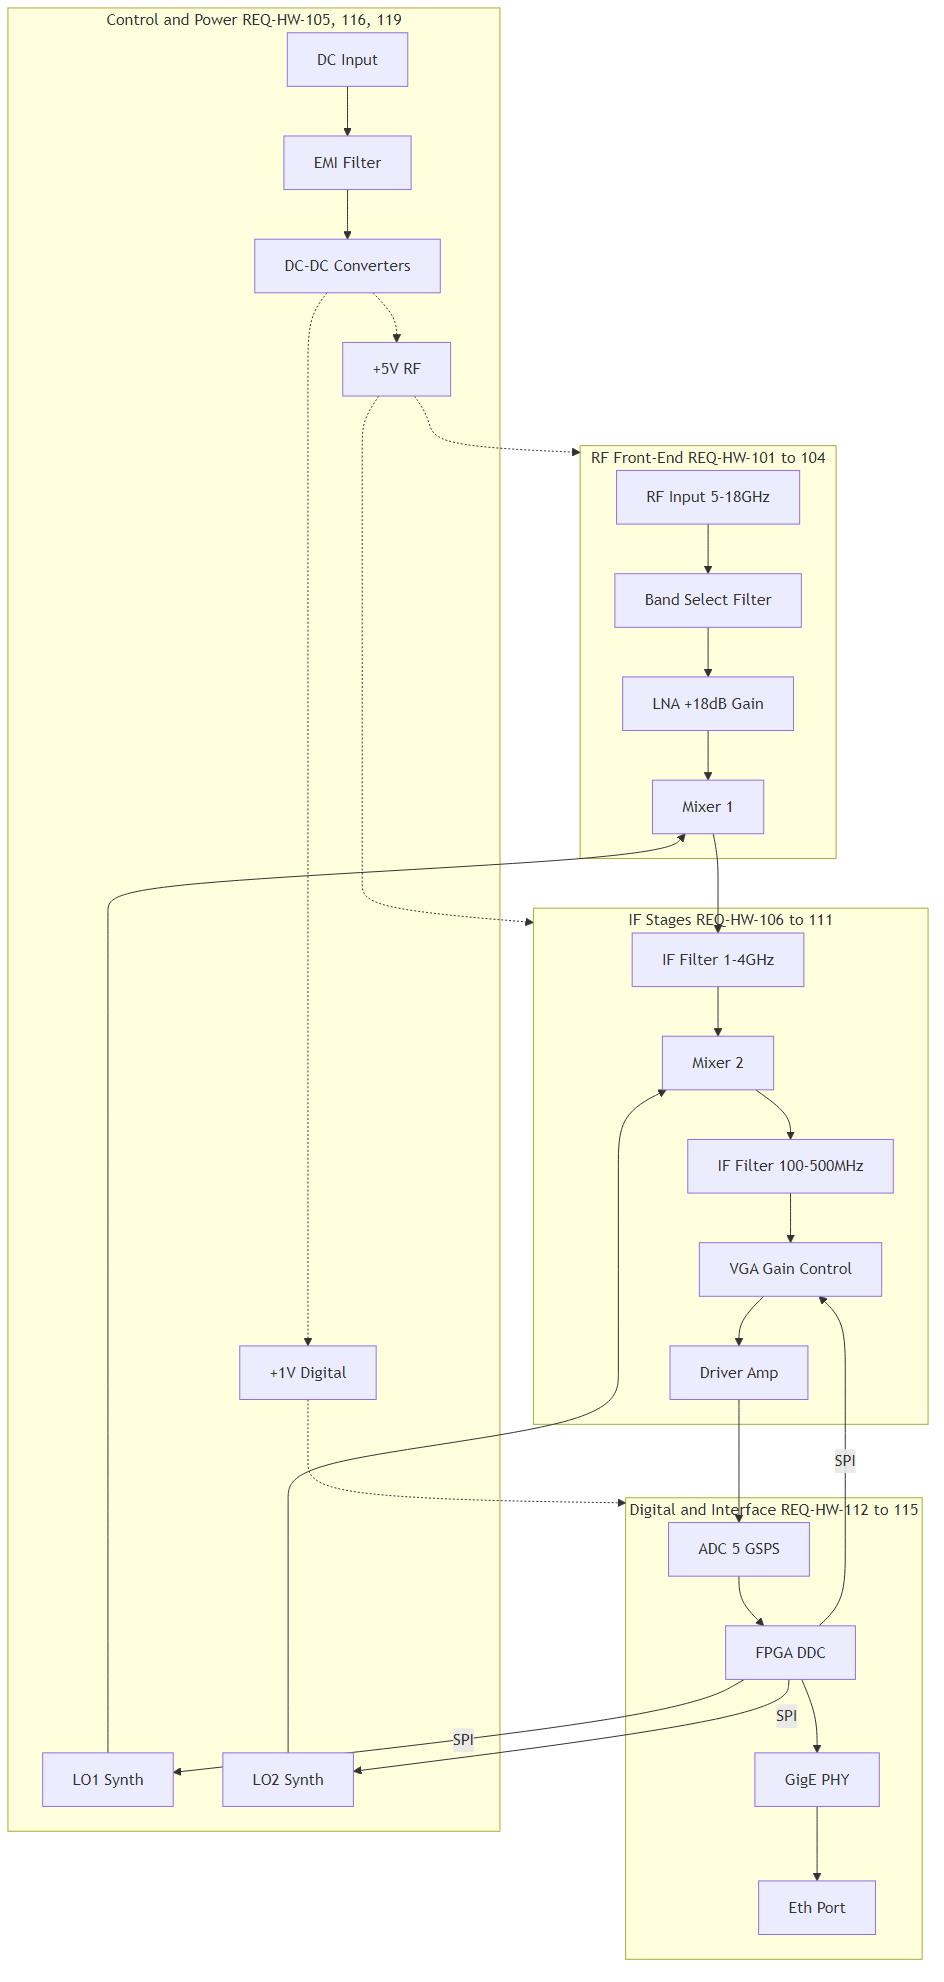 Control and Power REQ-HW-105, 116, 119
DC Input
EMI Filter
DC-DC Converters
+5V RF
RF Front-End REQ-HW-101 to 104
RF Input 5-18GHz
Band Select Filter
LNA +18dB Gain
Mixer 1
IF Stages REQ-HW-106 to 111
IF Filter 1-4GHz
Mixer 2
IF Filter 100-500MHz
VGA Gain Control
+1V Digital
Driver Amp
SPI
Digital and Interface REQ-HW-112 to 115
ADC 5 GSPS
FPGA DDC
SPI
SPI
LO1 Synth
LO2 Synth
GigE PHY
Eth Port